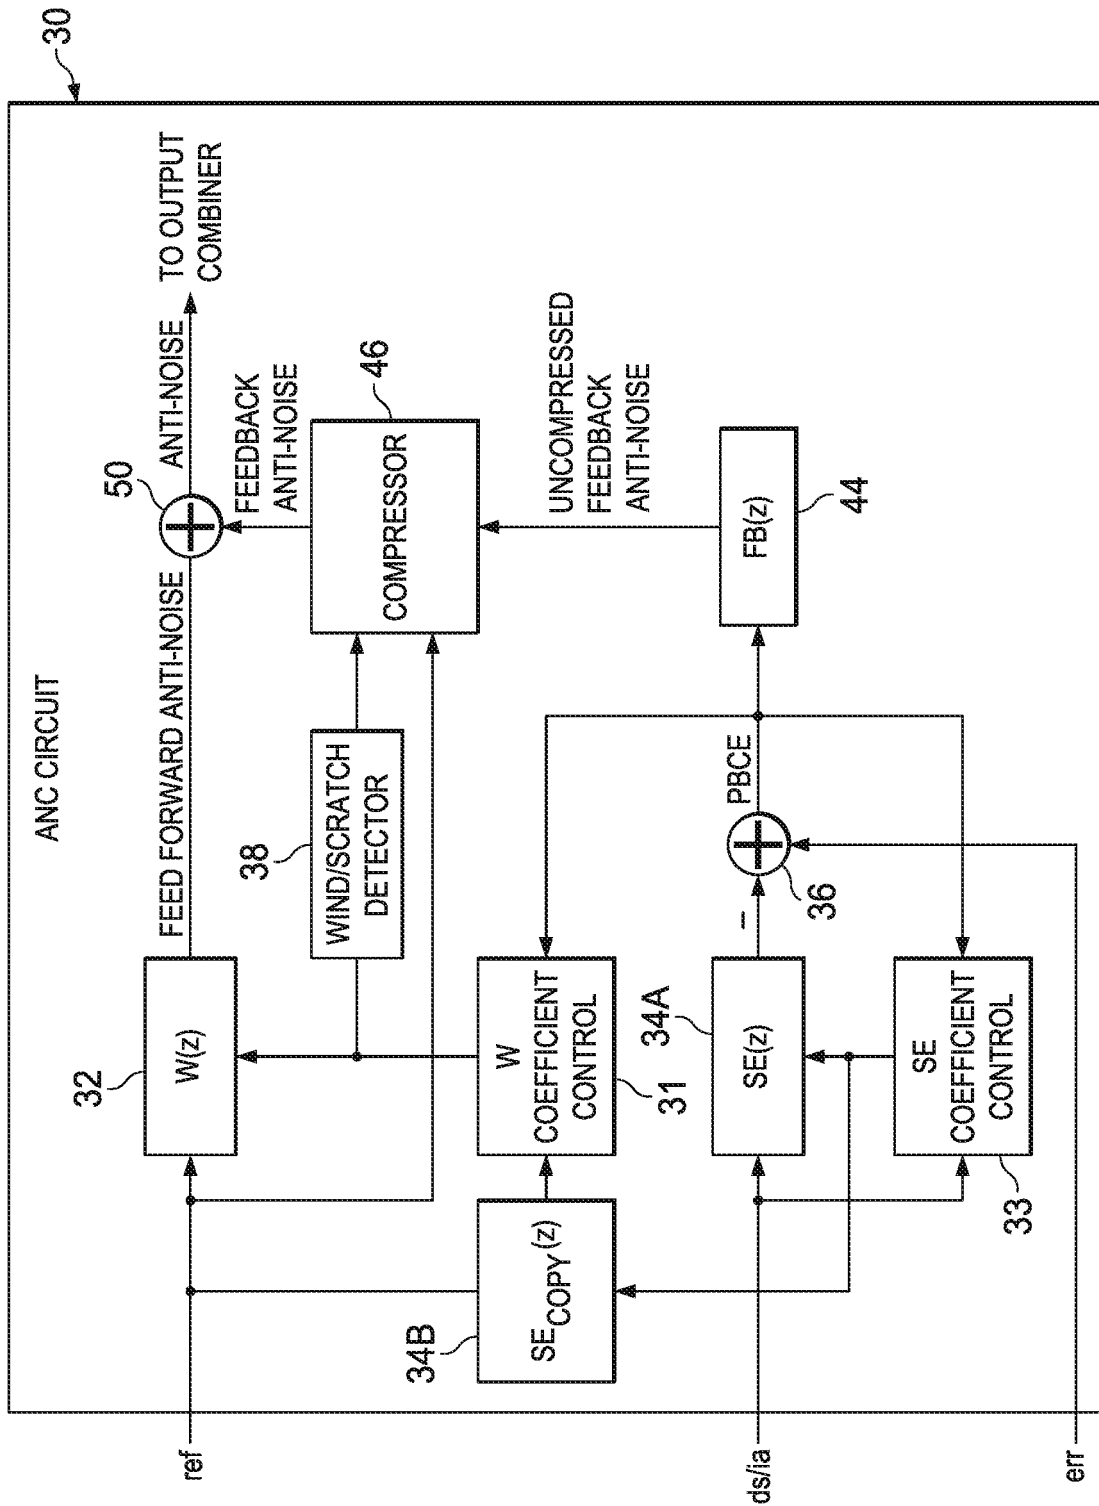 30
ANC CIRCUIT
32
W(z)
FEED FORWARD ANTI-NOISE
50
ANTI-NOISE
TO OUTPUT
COMBINER
38
WIND/SCRATCH
DETECTOR
FEEDBACK
ANTI-NOISE
COMPRESSOR
46
34B
SE COPY (z)
W
COEFFICIENT
CONTROL
31
UNCOMPRESSED
FEEDBACK
ANTI-NOISE
34A
SE(z)
–
PBCE
36
FB(z)
44
SE
COEFFICIENT
CONTROL
33
ref
ds/ia
err